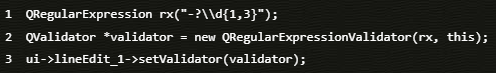 1 QRegularExpression rx("-?\\d{1,3}");
2 QValidator *validator = new QRegularExpressionValidator(rx, this);
3 ui->lineEdit_1->setValidator(validator);